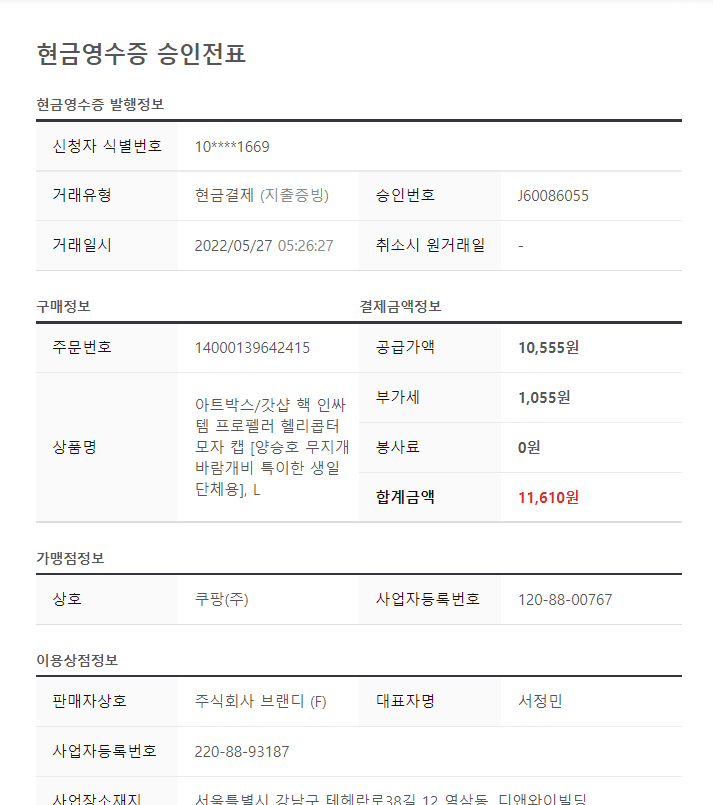 현금영수증 승인전표
현금영수증 발행정보
신청자 식별번호 10****1669
거래유형 현금결제 (지출증빙) 승인번호 J60086055
거래일시 2022/05/27 05:26:27 취소시 원거래일 -
구매정보 결제금액정보
주문번호 14000139642415 공급가액 10,555원
상품명
아트박스/갓샵 핵 인싸
템 프로펠러 헬리콥터
모자 캡 [양승호 무지개
바람개비 특이한 생일
단체용], L
부가세 1,055원
봉사료 0원
합계금액 11,610원
가맹점정보
상호 쿠팡(주) 사업자등록번호 120-88-00767
이용상점정보
판매자상호 주식회사 브랜디 (F) 대표자명 서정민
사업자등록번호 220-88-93187
사업장소재지 서울특별시 강남구 테헤란로38길 12 역삼동, 디앤와이빌딩